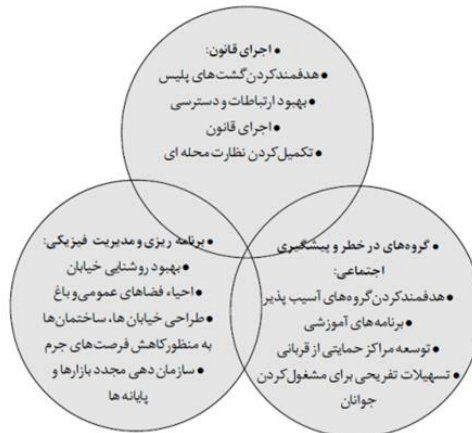 ● اجرای قانون:
● هدفمندکردن گشت‌های پلیس
● بهبود ارتباطات و دسترسی
● اجرای قانون
● تکمیل کردن نظارت محله ای
● گروه‌های در خطر و پیشگیری
اجتماعی:
● هدفمندکردن گروه‌های آسیب پذیر
● برنامه‌های آموزشی
● توسعه مراکز حمایتی از قربانی
● تسهیلات تفریحی برای مشغول کردن
جوانان
● برنامه ریزی و مدیریت فیزیکی:
● بهبود روشنایی خیابان
● احیاء فضاهای عمومی و باغ
● طراحی خیابان ها، ساختمان‌ها
به منظور کاهش فرصت‌های جرم
● سازمان دهی مجدد بازارها و
پایانه ها